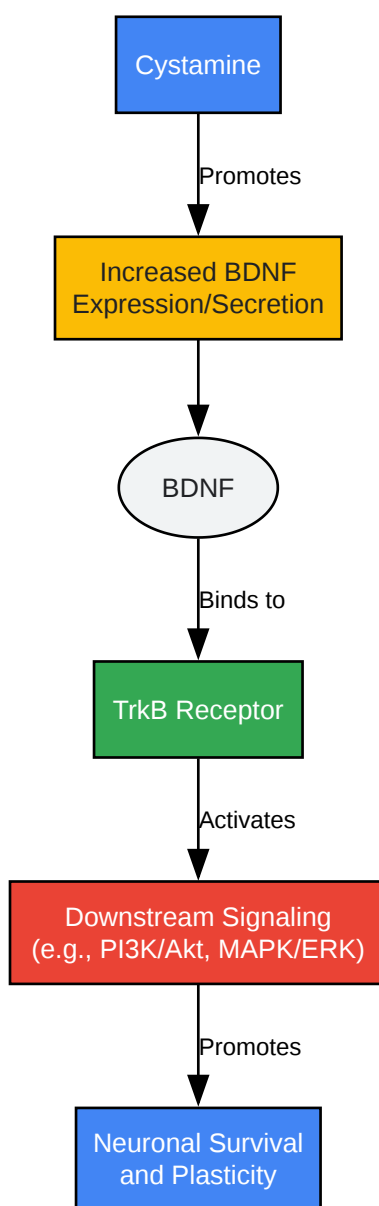 Cystamine
Promotes
Increased BDNF
Expression/Secretion
BDNF
Binds to
TrkB Receptor
Activates
Downstream Signaling
(e.g., PI3K/Akt, MAPK/ERK)
Promotes
Neuronal Survival
and Plasticity